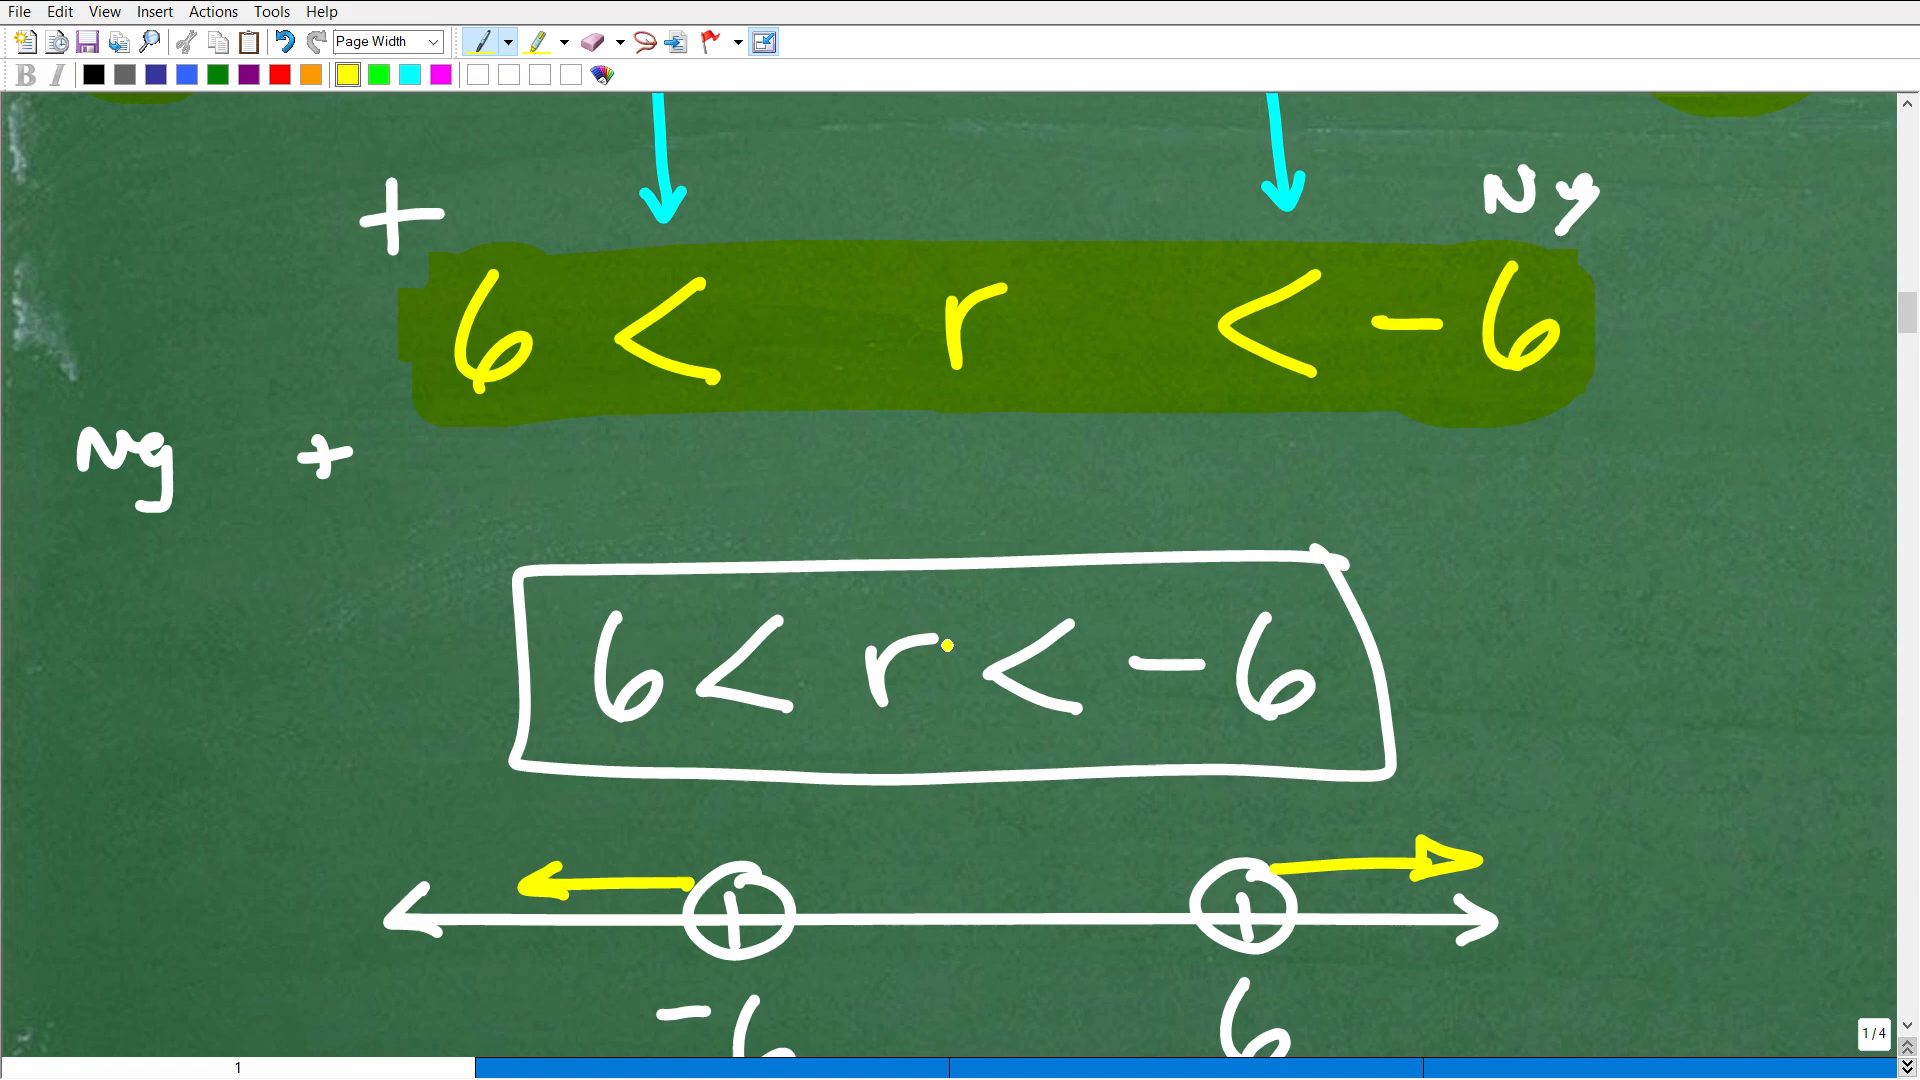 File Edit View Insert Actions Tools Help
Page Width
B I
+ Ny
6 < r < -6
Ng +
6 < r < -6
-6 6
1 / 4
1